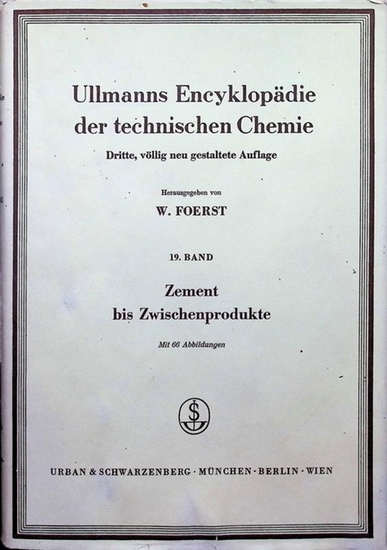 Ullmanns Encyklopädie
der technischen Chemie
Dritte, völlig neu gestaltete Auflage
Herausgegeben von
W. FOERST
19. BAND
Zement
bis Zwischenprodukte
Mit 66 Abbildungen
URBAN & SCHWARZENBERG · MÜNCHEN - BERLIN - WIEN